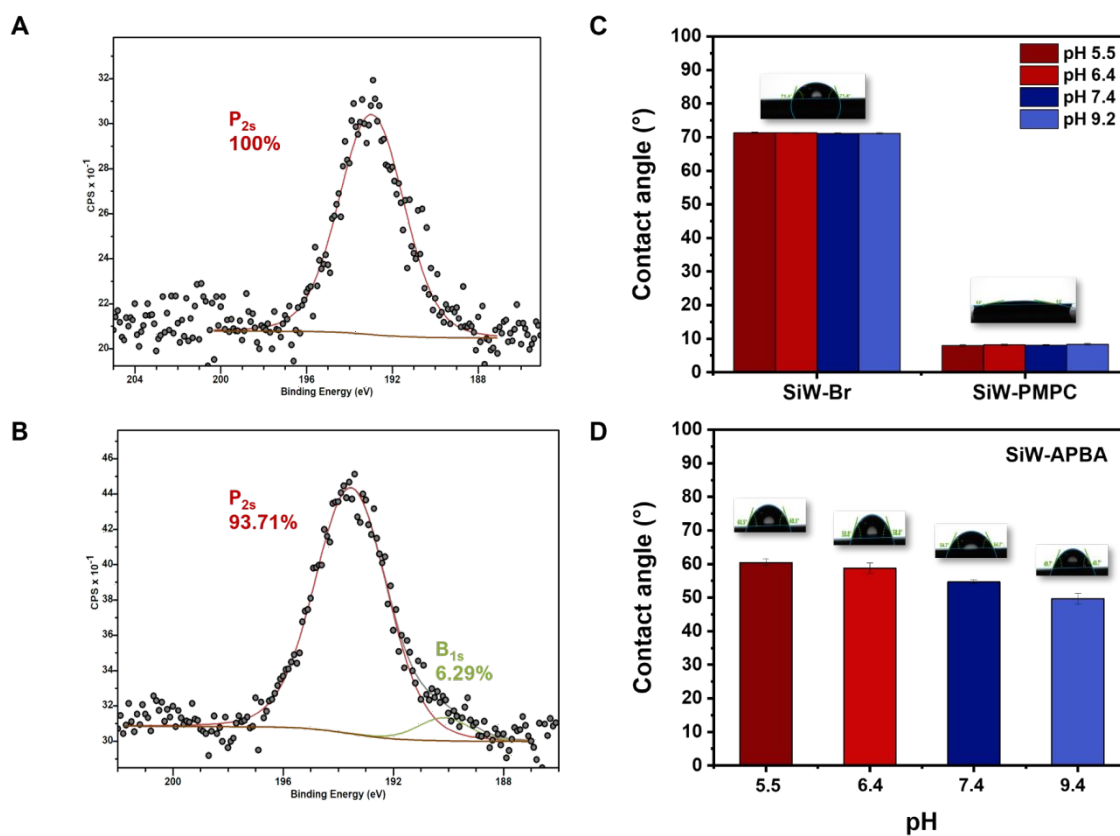 A
P2s
100%
CPS x 10⁻¹
32
30
28
26
24
22
20
204
200
196
192
188
Binding Energy (eV)
B
P2s
93.71%
B1s
6.29%
CPS x 10⁻¹
46
44
42
40
38
36
34
32
30
200
196
192
188
Binding Energy (eV)
C
pH 5.5
pH 6.4
pH 7.4
pH 9.2
Contact angle (°)
100
90
80
70
60
50
40
30
20
10
0
SiW-Br
SiW-PMPC
D
SiW-APBA
Contact angle (°)
100
90
80
70
60
50
40
30
20
10
0
5.5
6.4
7.4
9.4
pH